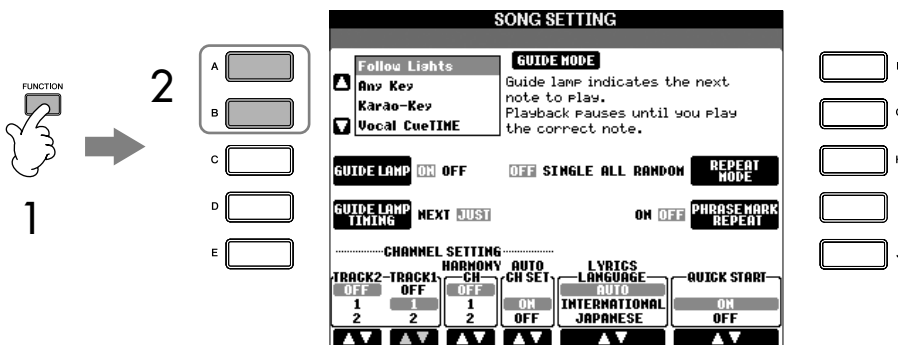 SONG SETTING
FUNCTION
1
2
A
B
C
D
E
Follow Lights
Any Key
Karao-Key
Vocal CueTIME
GUIDE MODE
Guide lamp indicates the next
note to play.
Playback pauses until you play
the correct note.
GUIDE LAMP ON OFF
OFF SINGLE ALL RANDOM REPEAT MODE
GUIDE LAMP TIMING NEXT JUST
ON OFF PHRASE MARK REPEAT
CHANNEL SETTING
TRACK2 TRACK1 HARMONY CH AUTO CH SET LYRICS LANGUAGE QUICK START
OFF OFF OFF AUTO
1 1 1 ON INTERNATIONAL ON
2 2 2 OFF JAPANESE OFF